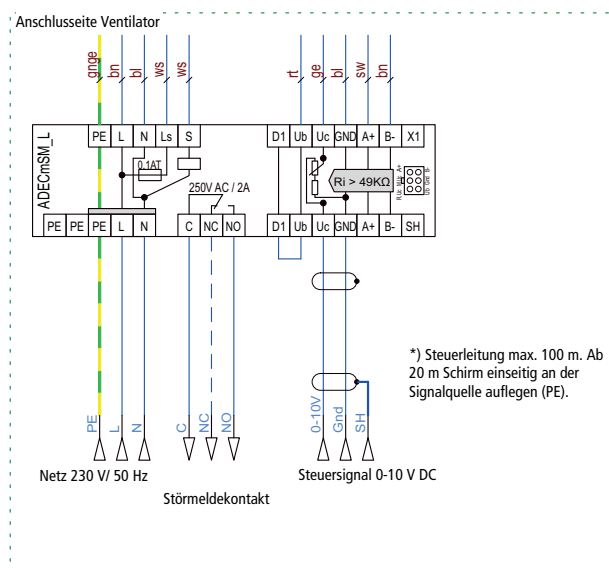 Anschlusseite Ventilator
gnge bn bl ws ws rt ge bl sw bn
ADECmSM_L
PE L N Ls S D1 Ub Uc GND A+ B- X1
0.1AT
250V AC / 2A
Ri > 49KΩ
A+ B-
Gnd
Ub
PE PE PE L N C NC NO D1 Ub Uc GND A+ B- SH
*) Steuerleitung max. 100 m. Ab
20 m Schirm einseitig an der
Signalquelle auflegen (PE).
PE L N C NC NO 0-10V Gnd SH
Netz 230 V/ 50 Hz
Störmeldekontakt
Steuersignal 0-10 V DC